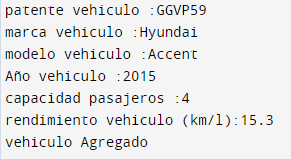 patente vehiculo :GGVP59
marca vehiculo :Hyundai
modelo vehiculo :Accent
Año vehiculo :2015
capacidad pasajeros :4
rendimiento vehiculo (km/l):15.3
vehiculo Agregado